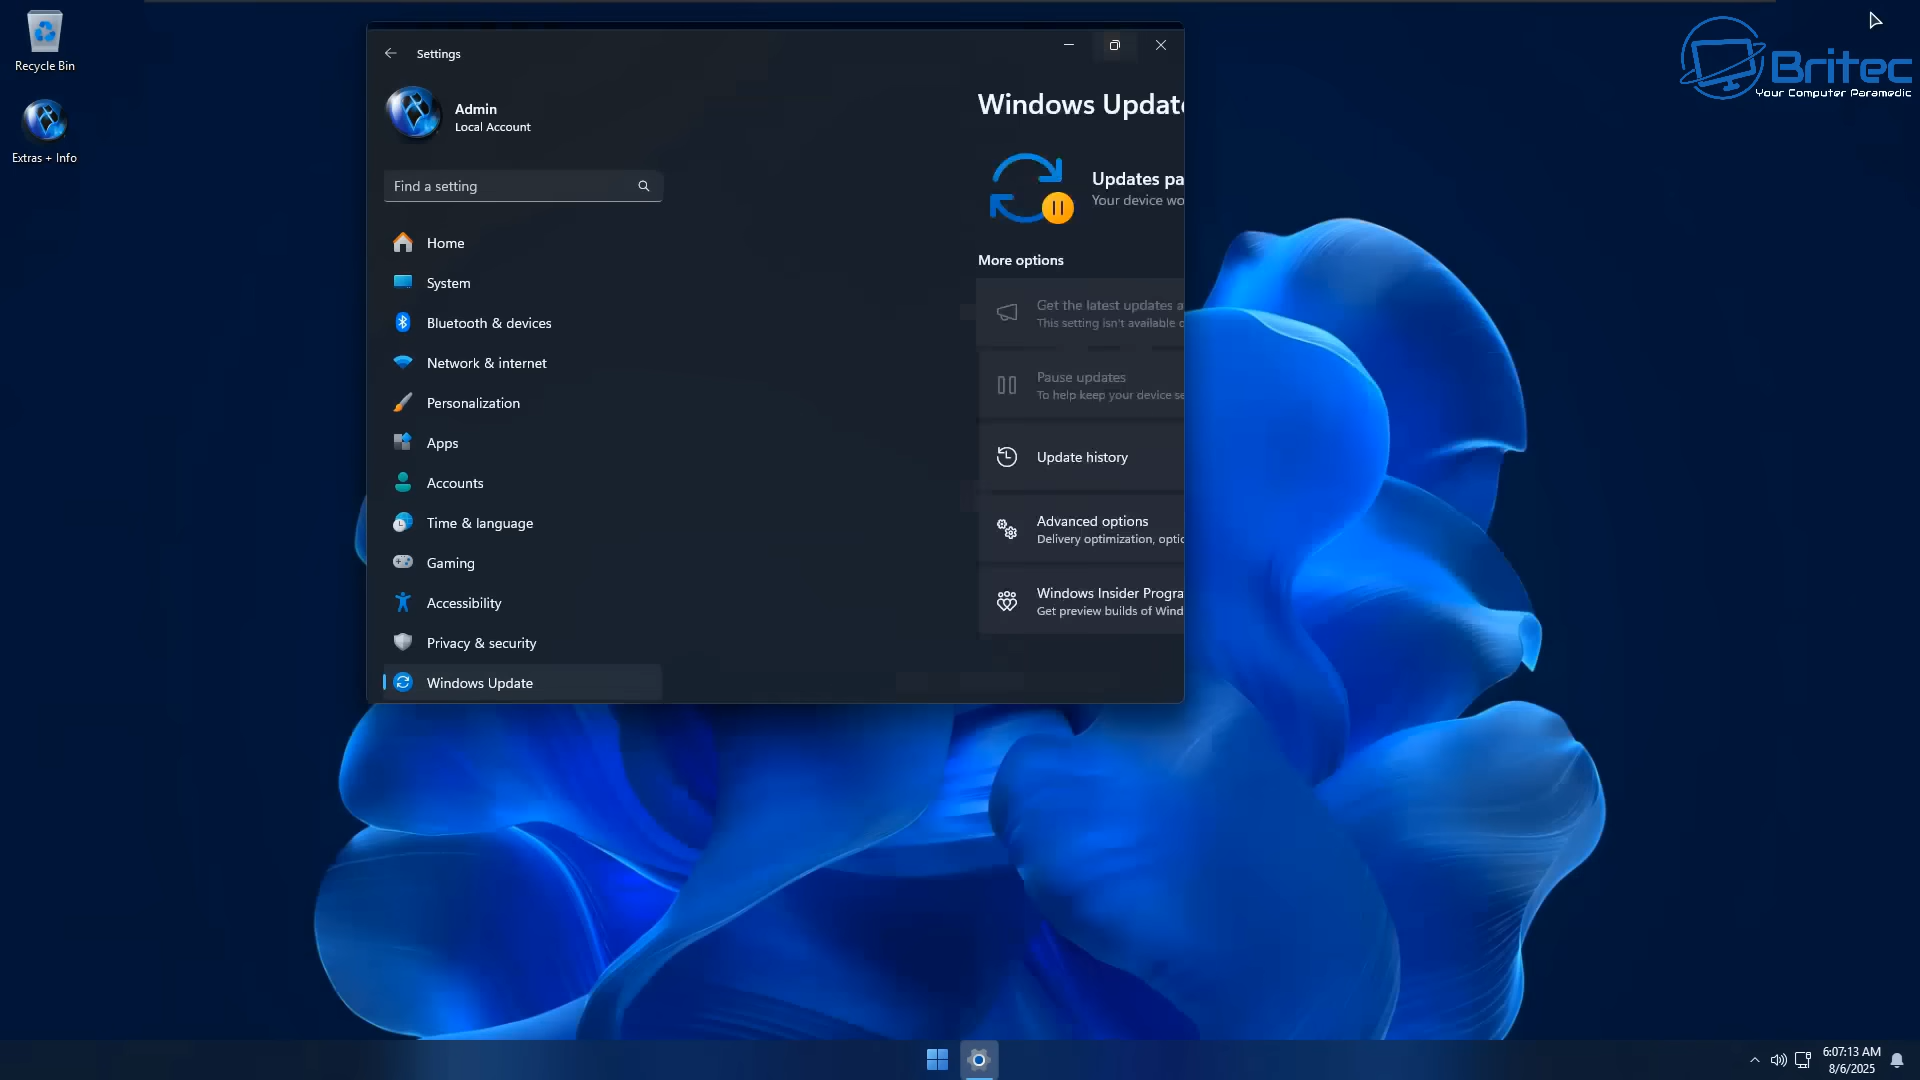 Recycle Bin
Extras + Info
Settings
Admin
Local Account
Find a setting
Home
System
Bluetooth & devices
Network & internet
Personalization
Apps
Accounts
Time & language
Gaming
Accessibility
Privacy & security
Windows Update
Windows Update
Updates pa
Your device wo
More options
Get the latest updates a
This setting isn't available
Pause updates
To help keep your device se
Update history
Advanced options
Delivery optimization, optio
Windows Insider Progra
Get preview builds of Wind
Britec
Your Computer Paramedic
6:07:13 AM
8/6/2025